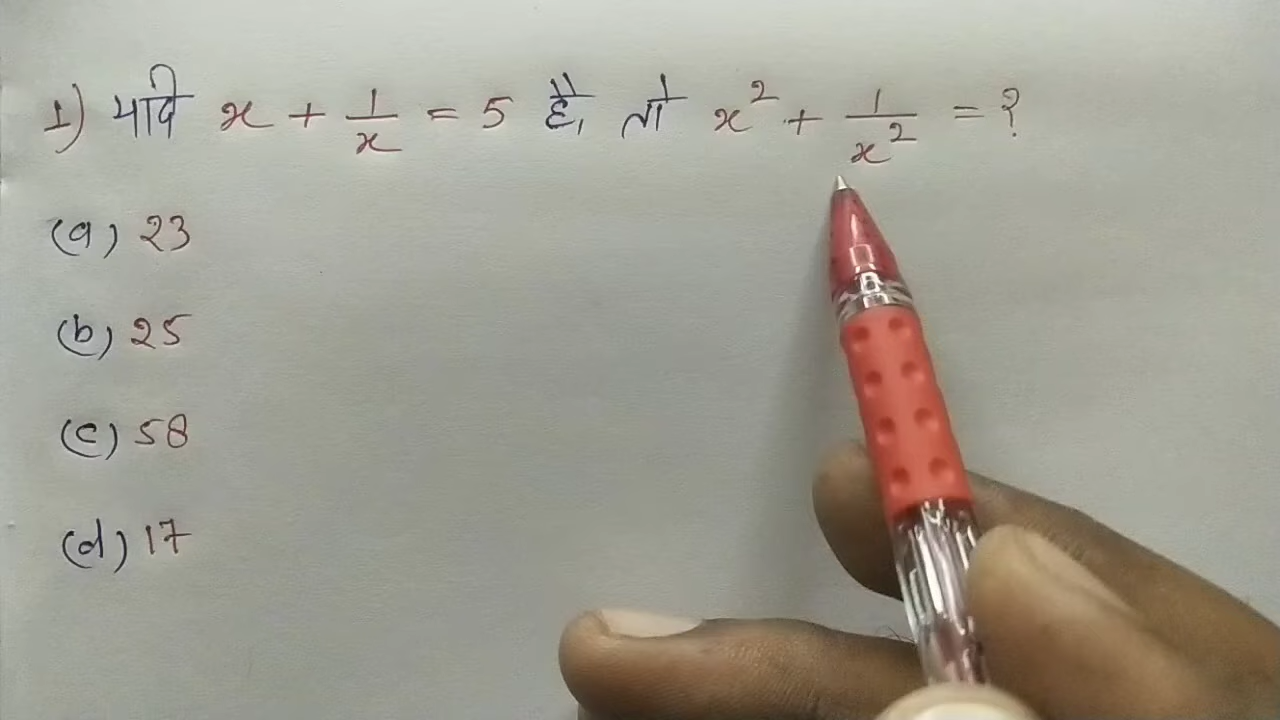 1) यदि x + 1/x = 5 है, तो x² + 1/x² = ?
(a) 23
(b) 25
(c) 58
(d) 17